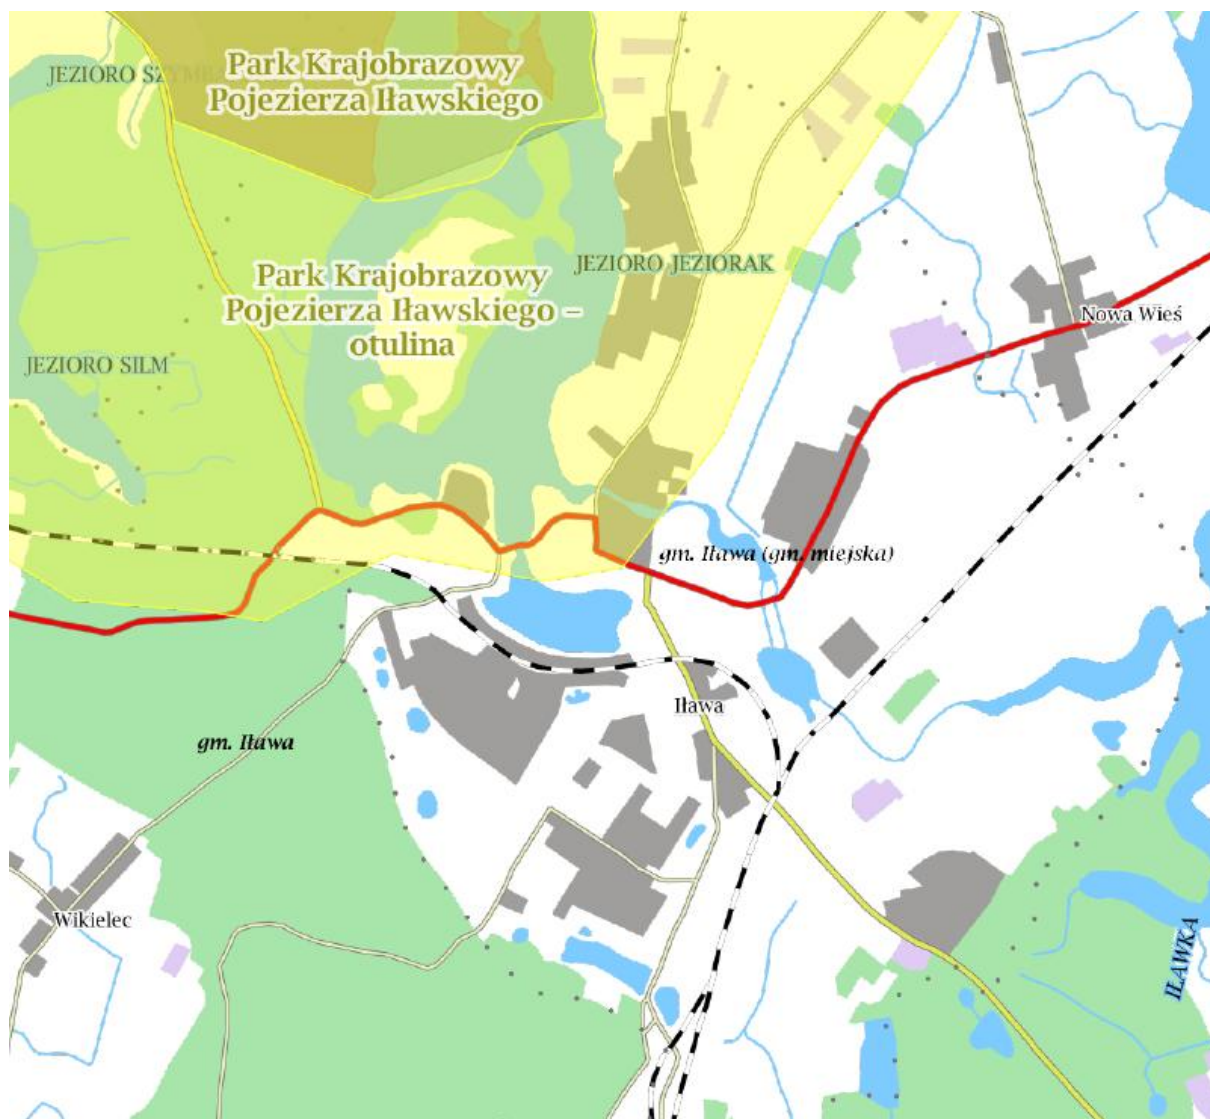 Park Krajobrazowy
Pojezierza Iławskiego
JEZIORO
JEZIORO JEZIORAK
Park Krajobrazowy
Pojezierza Iławskiego –
otulina
Nowa Wieś
JEZIORO SILM
gm. Iława (gm. miejska)
Iława
gm. Iława
Wikielec
IŁAWKA